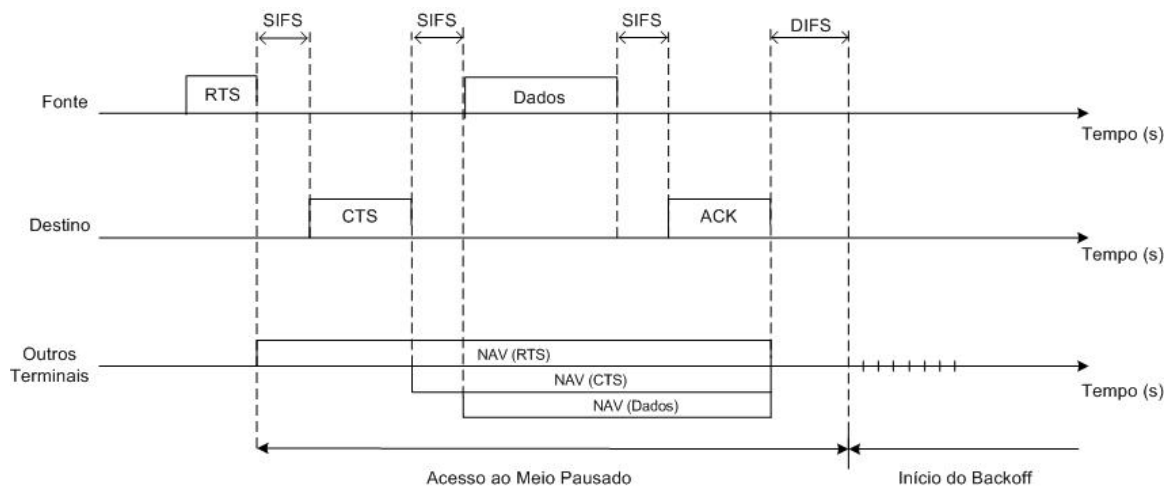 SIFS
SIFS
SIFS
DIFS
Fonte
RTS
Dados
Tempo (s)
Destino
CTS
ACK
Tempo (s)
Outros
Terminais
NAV (RTS)
NAV (CTS)
NAV (Dados)
Tempo (s)
Acesso ao Meio Pausado
Início do Backoff